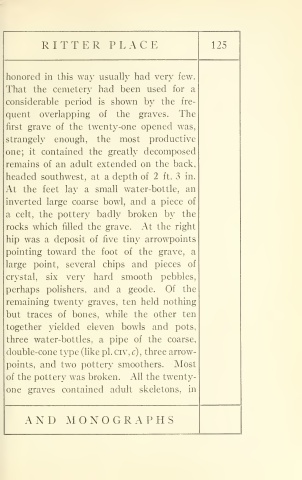 RITTER PLACE
125
honored in this way usually had very few.
That the cemetery had been used for a
considerable period is shown by the fre-
quent overlapping of the graves. The
first grave of the twenty-one opened was,
strangely enough, the most productive
one; it contained the greatly decomposed
remains of an adult extended on the back,
headed southwest, at a depth of 2 ft. 3 in.
At the feet lay a small water-bottle, an
inverted large coarse bowl, and a piece of
a celt, the pottery badly broken by the
rocks which filled the grave. At the right
hip was a deposit of five tiny arrowpoints
pointing toward the foot of the grave, a
large point, several chips and pieces of
crystal, six very hard smooth pebbles,
perhaps polishers, and a geode. Of the
remaining twenty graves, ten held nothing
but traces of bones, while the other ten
together yielded eleven bowls and pots,
three water-bottles, a pipe of the coarse,
double-cone type (like pl. CIV, c), three arrow-
points, and two pottery smoothers. Most
of the pottery was broken. All the twenty-
one graves contained adult skeletons, in
AND MONOGRAPHS